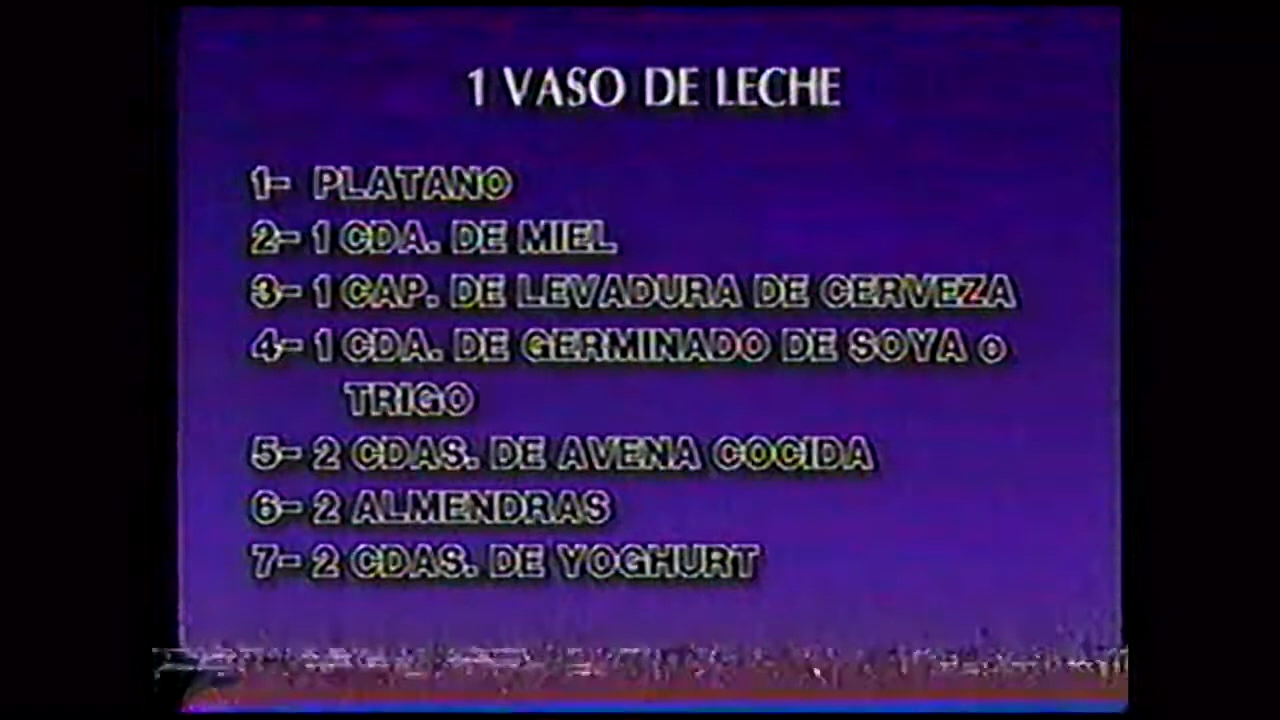 1 VASO DE LECHE
1- PLATANO
2- 1 CDA. DE MIEL
3- 1 CAP. DE LEVADURA DE CERVEZA
4- 1 CDA. DE GERMINADO DE SOYA o
TRIGO
5- 2 CDAS. DE AVENA COCIDA
6- 2 ALMENDRAS
7- 2 CDAS. DE YOGHURT